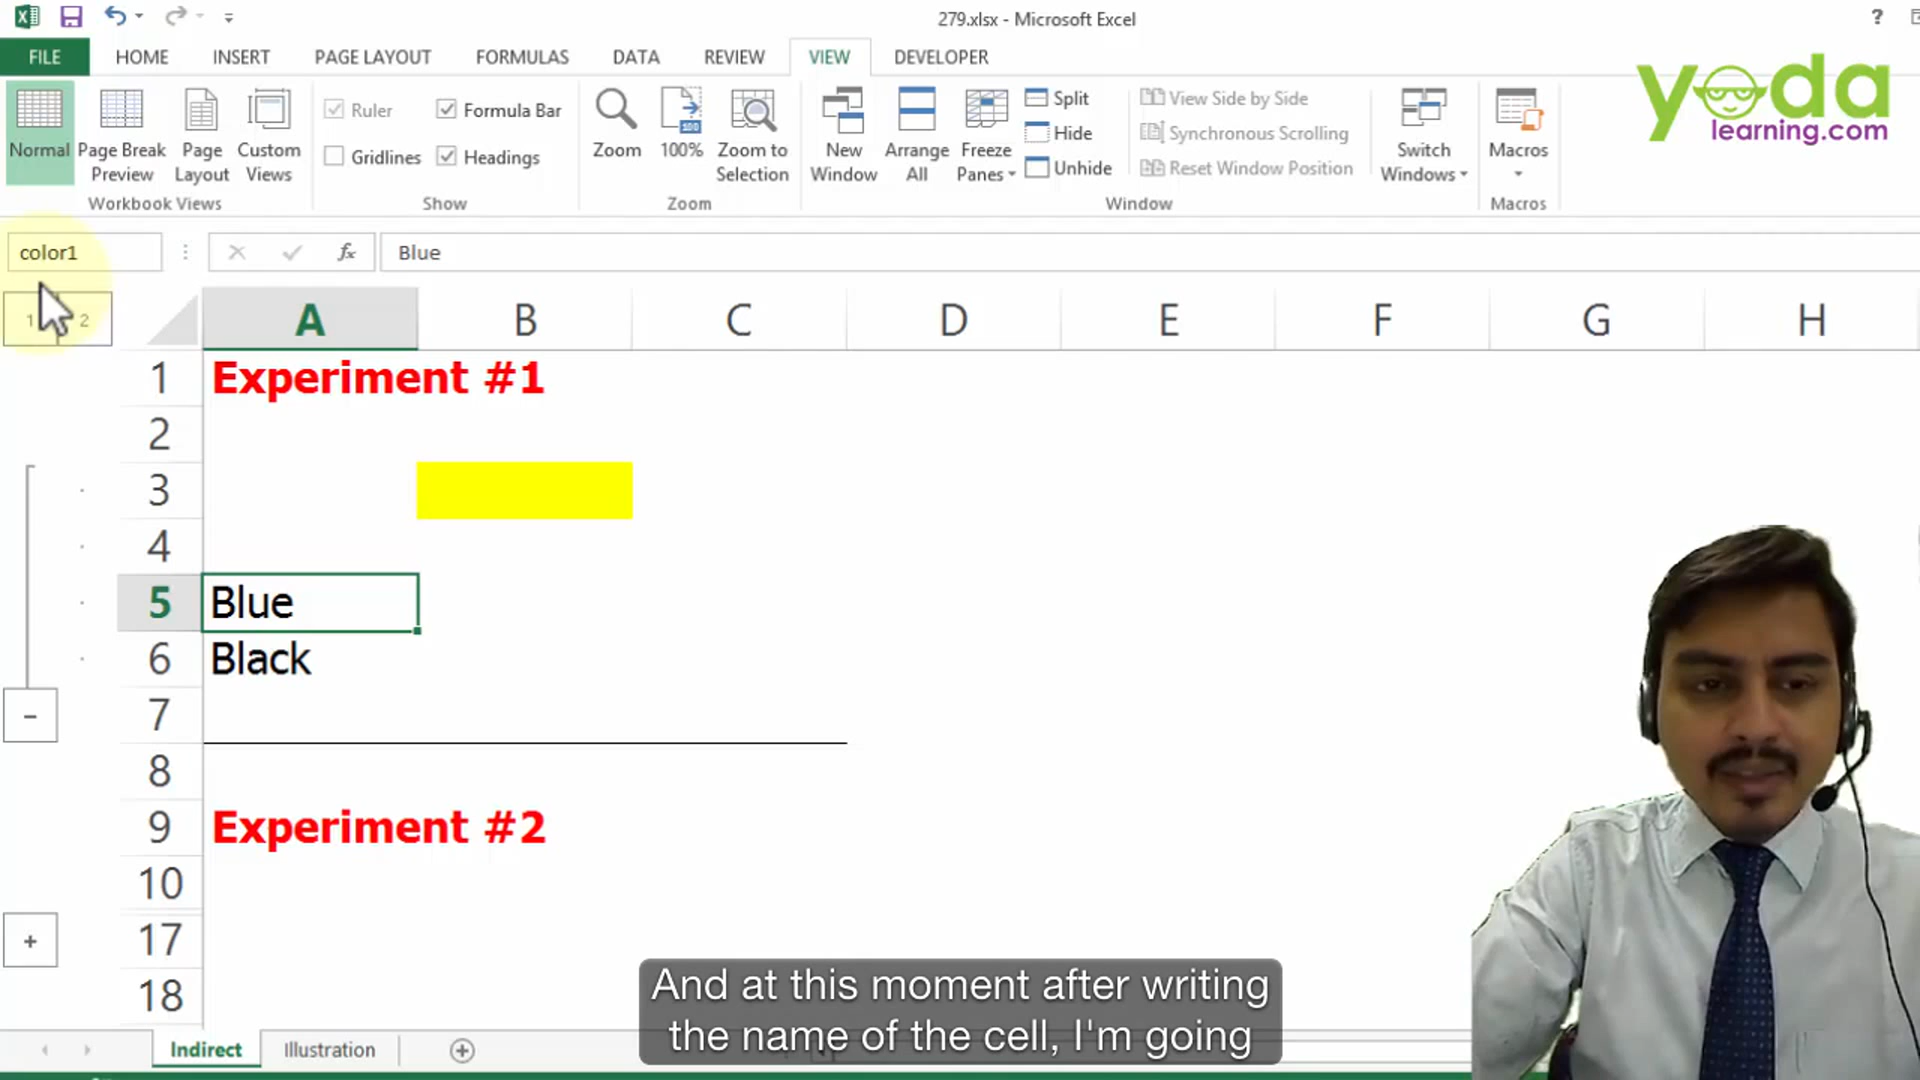 279.xlsx - Microsoft Excel
?
FILE HOME INSERT PAGE LAYOUT FORMULAS DATA REVIEW VIEW DEVELOPER
yoda
learning.com
Normal
Page Break
Preview
Page
Layout
Custom
Views
Workbook Views
Ruler
Formula Bar
Gridlines
Headings
Show
Zoom
100%
Zoom to
Selection
Zoom
New
Window
Arrange
All
Freeze
Panes
Split
Hide
Unhide
View Side by Side
Synchronous Scrolling
Reset Window Position
Switch
Windows
Window
Macros
Macros
color1
fx
Blue
1 2
A B C D E F G H
1 Experiment #1
2
3
4
5 Blue
6 Black
7
8
9 Experiment #2
10
17
18
And at this moment after writing
the name of the cell, I'm going
Indirect Illustration